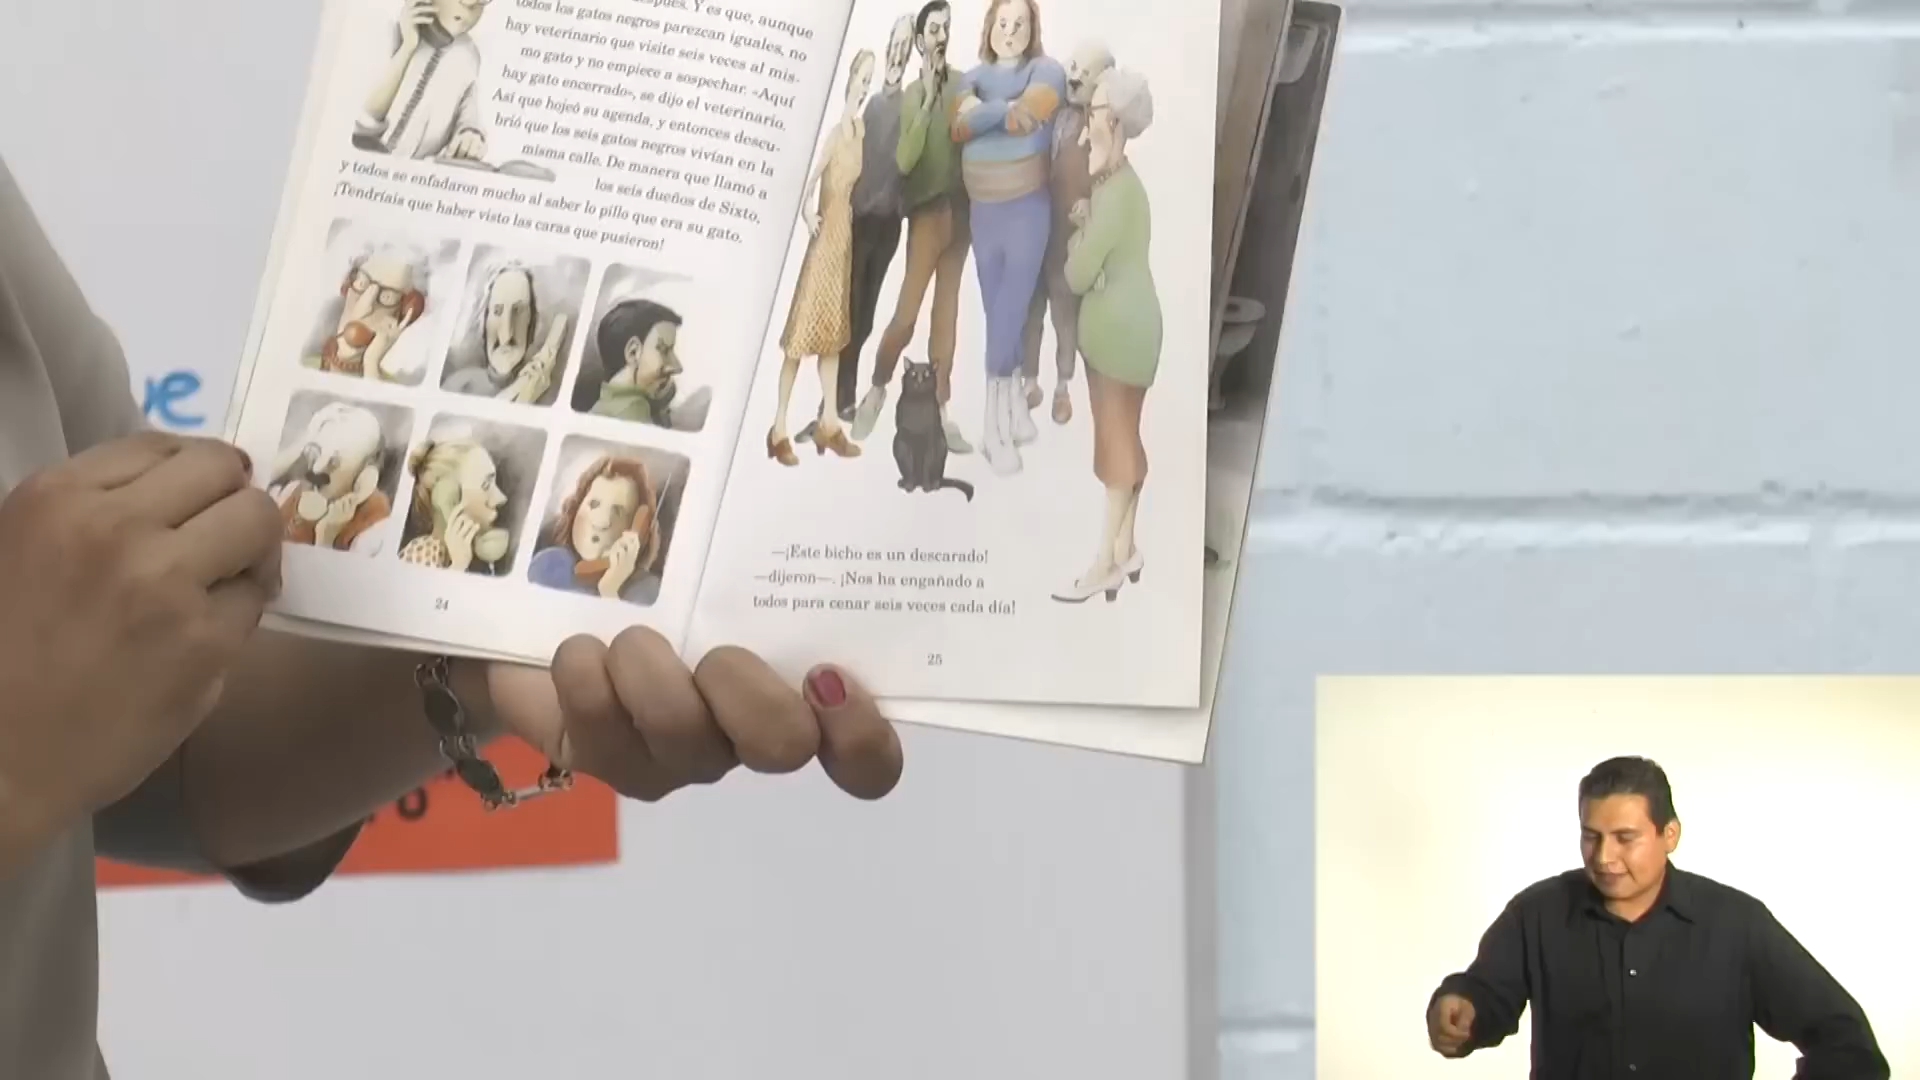 después. Y es que, aunque
todos los gatos negros parezcan iguales, no
hay veterinario que visite seis veces al mis-
mo gato y no empiece a sospechar. «Aquí
hay gato encerrado», se dijo el veterinario.
Así que hojeó su agenda, y entonces descu-
brió que los seis gatos negros vivían en la
misma calle. De manera que llamó a
los seis dueños de Sixto,
y todos se enfadaron mucho al saber lo pillo que era su gato.
¡Tendríais que haber visto las caras que pusieron!
24
—¡Este bicho es un descarado!
—dijeron—. ¡Nos ha engañado a
todos para cenar seis veces cada día!
25